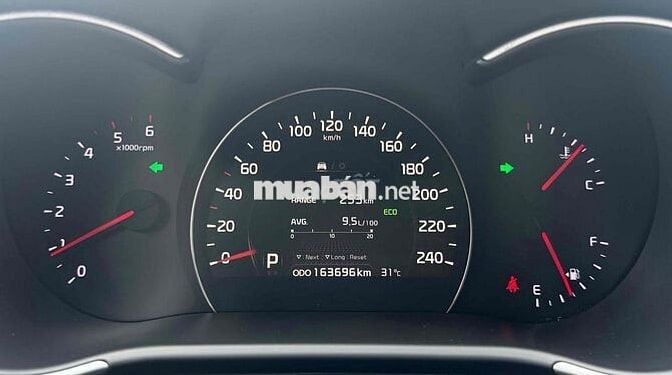 6
5
x1000rpm
4
3
2
1
0
100 120 140
km/h
80 160
60 180
40 200
20 220
0 240
muaban.net
RANGE 253km
ECO
AVG. 9.5L/100
0 10 20
▽:Next ▽Long:Reset
P
ODO 163696km 31°C
H
C
F
E